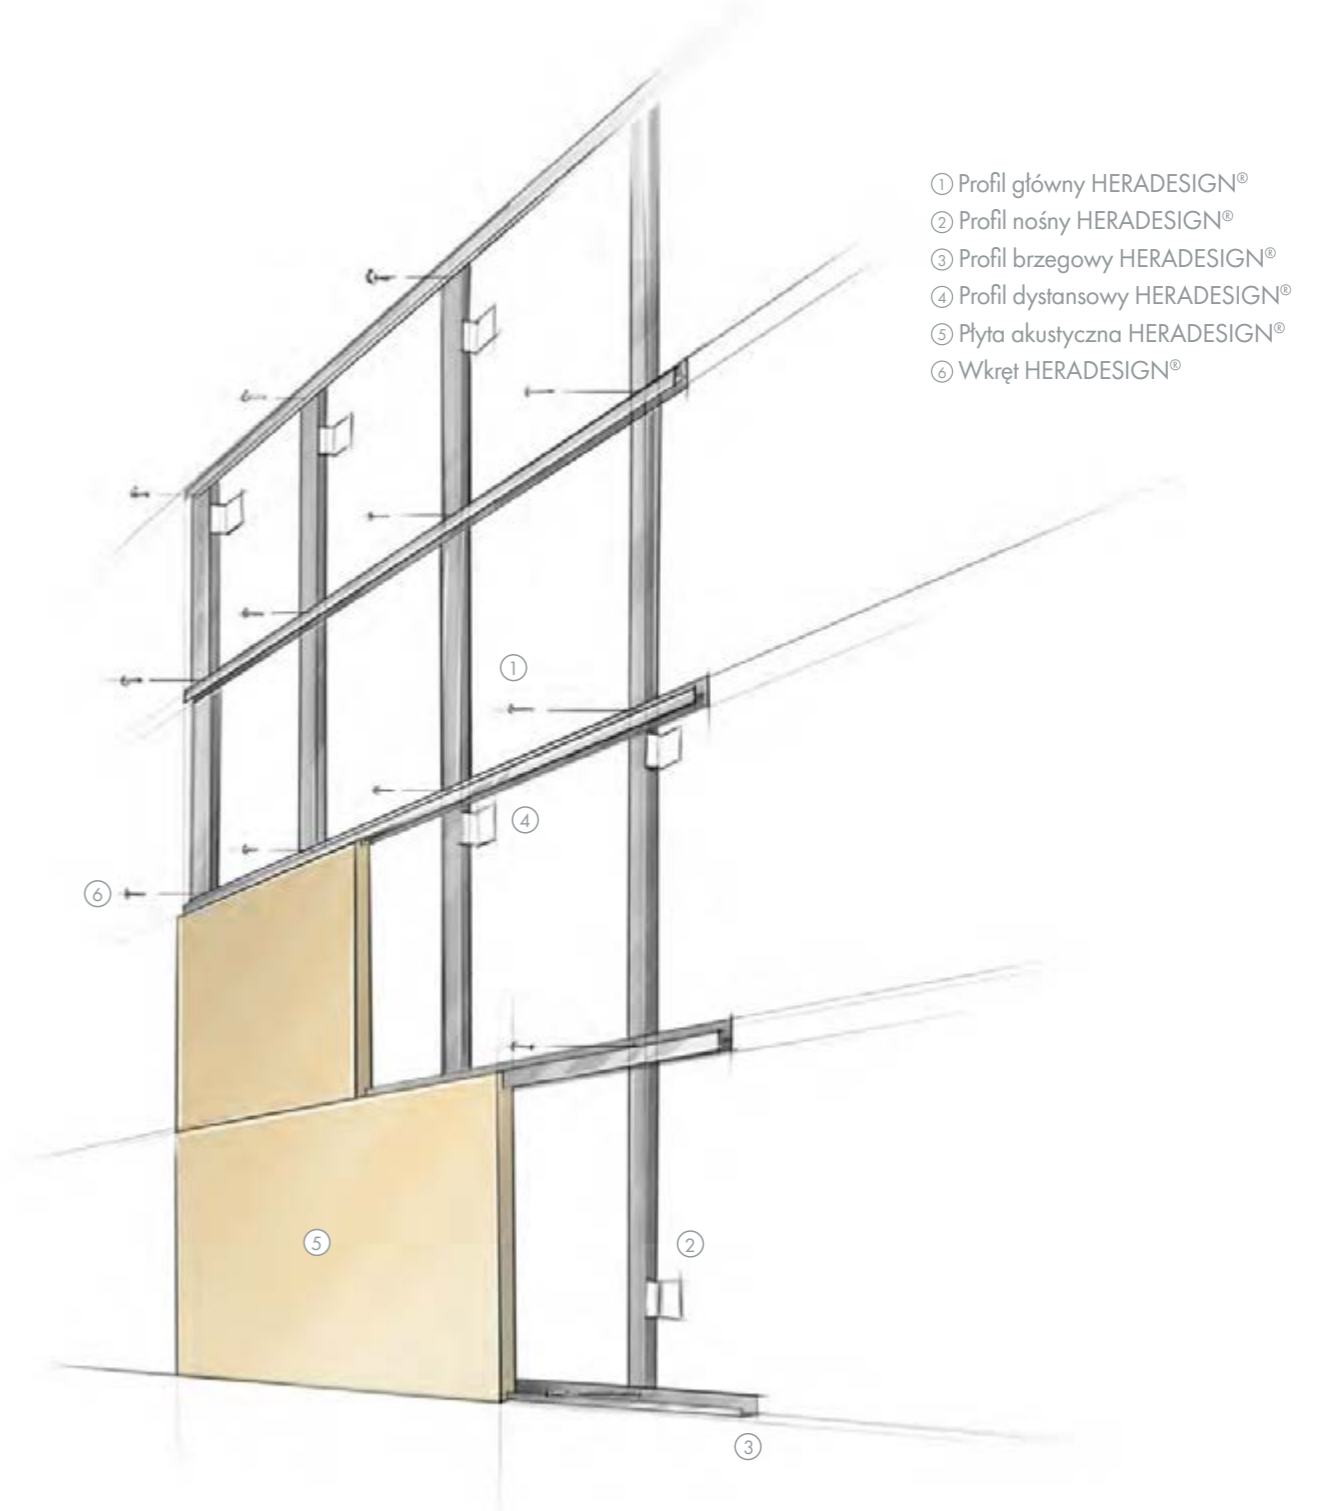 ① Profil główny HERADESIGN®
② Profil nośny HERADESIGN®
③ Profil brzegowy HERADESIGN®
④ Profil dystansowy HERADESIGN®
⑤ Płyta akustyczna HERADESIGN®
⑥ Wkręt HERADESIGN®
①
④
⑥
⑤
②
③